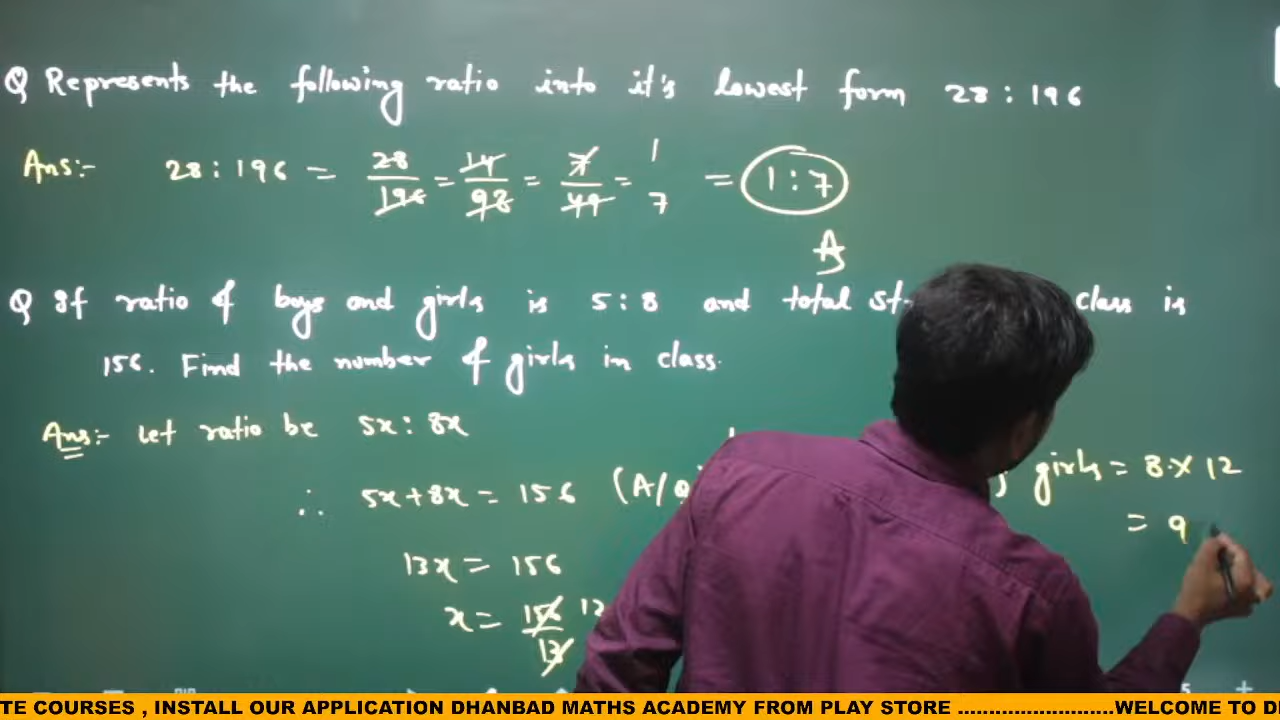 Q Represents the following ratio into it's lowest form 28 : 196
Ans:- 28 : 196 = 28/196 = 14/98 = 7/49 = 1/7 = 1 : 7
Q If ratio of boys and girls is 5 : 8 and total class is
156. Find the number of girls in class.
Ans:- Let ratio be 5x : 8x
∴ 5x+8x = 156 (A/Q girls = 8 × 12
= 9
13x = 156
x = 156/13 12
TE COURSES , INSTALL OUR APPLICATION DHANBAD MATHS ACADEMY FROM PLAY STORE .........................WELCOME TO D